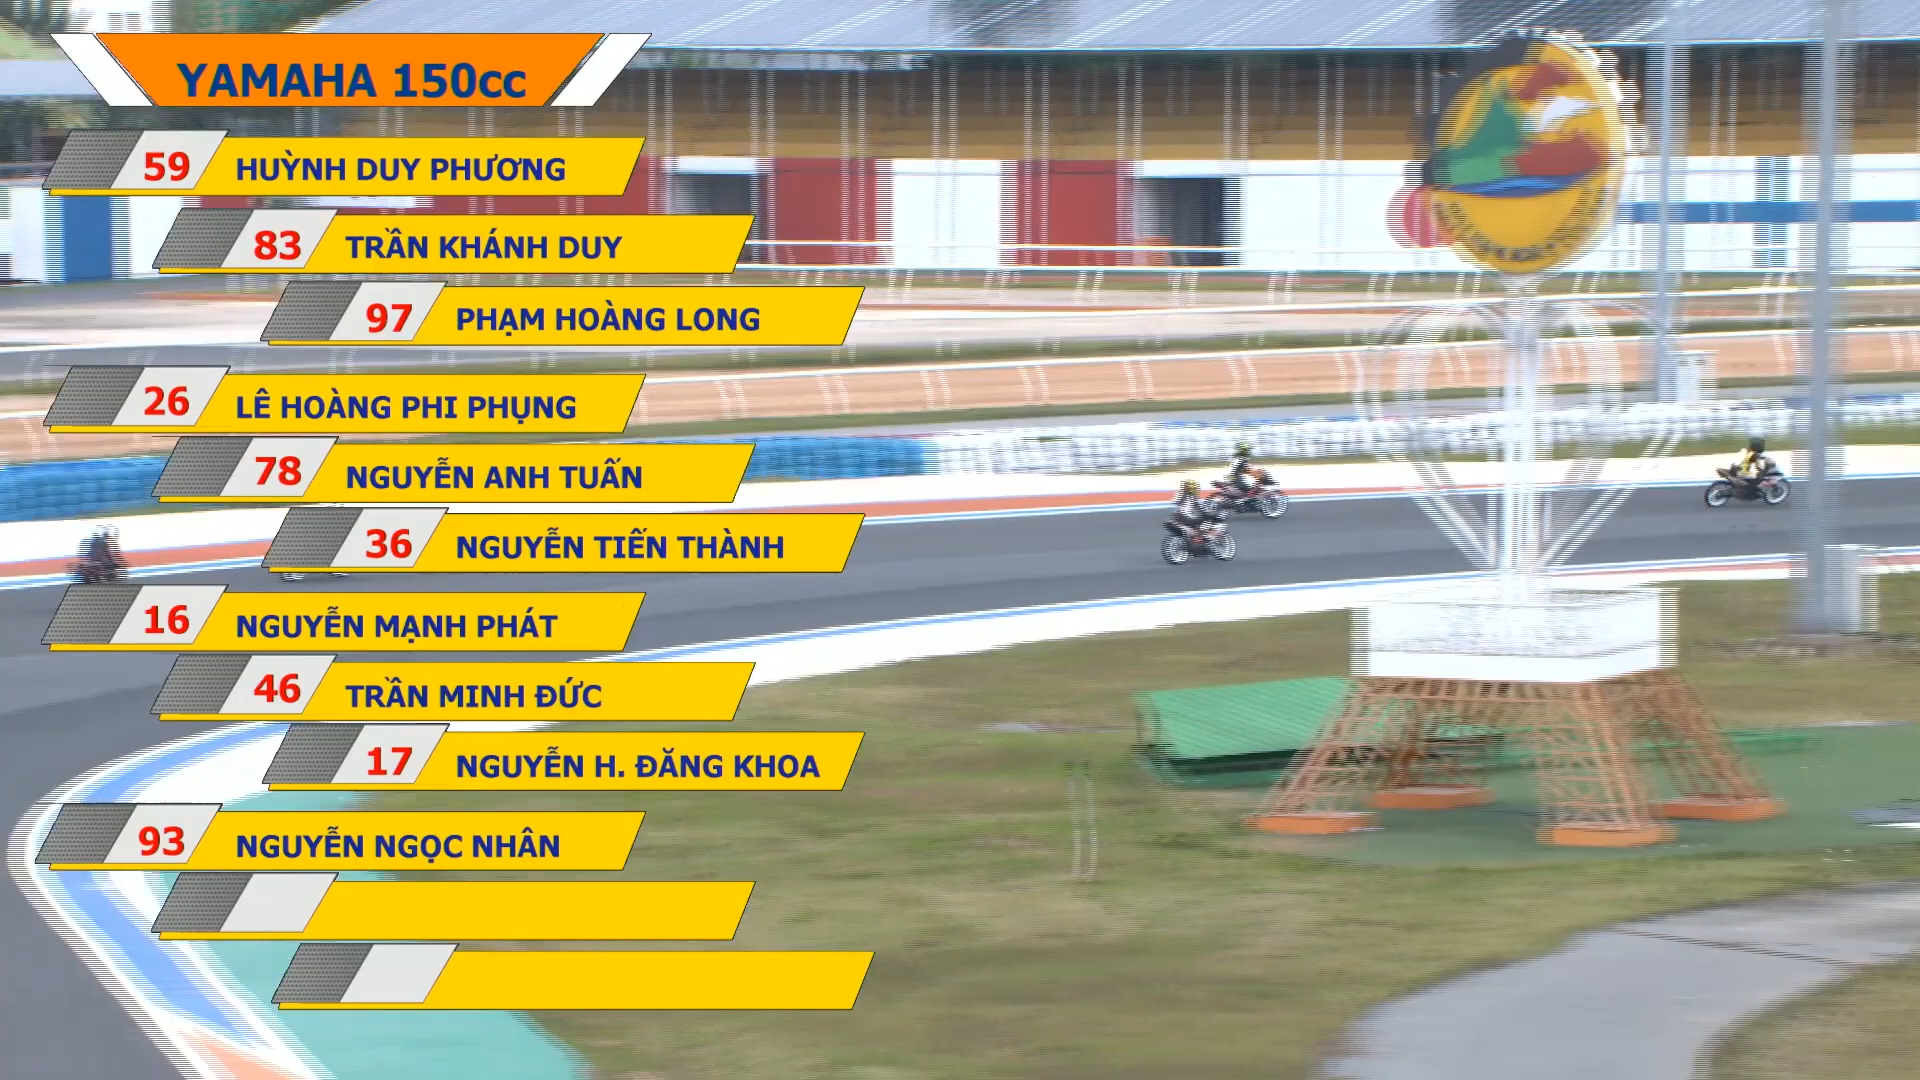 YAMAHA 150cc
59 HUỲNH DUY PHƯƠNG
83 TRẦN KHÁNH DUY
97 PHẠM HOÀNG LONG
26 LÊ HOÀNG PHI PHỤNG
78 NGUYỄN ANH TUẤN
36 NGUYỄN TIẾN THÀNH
16 NGUYỄN MẠNH PHÁT
46 TRẦN MINH ĐỨC
17 NGUYỄN H. ĐĂNG KHOA
93 NGUYỄN NGỌC NHÂN